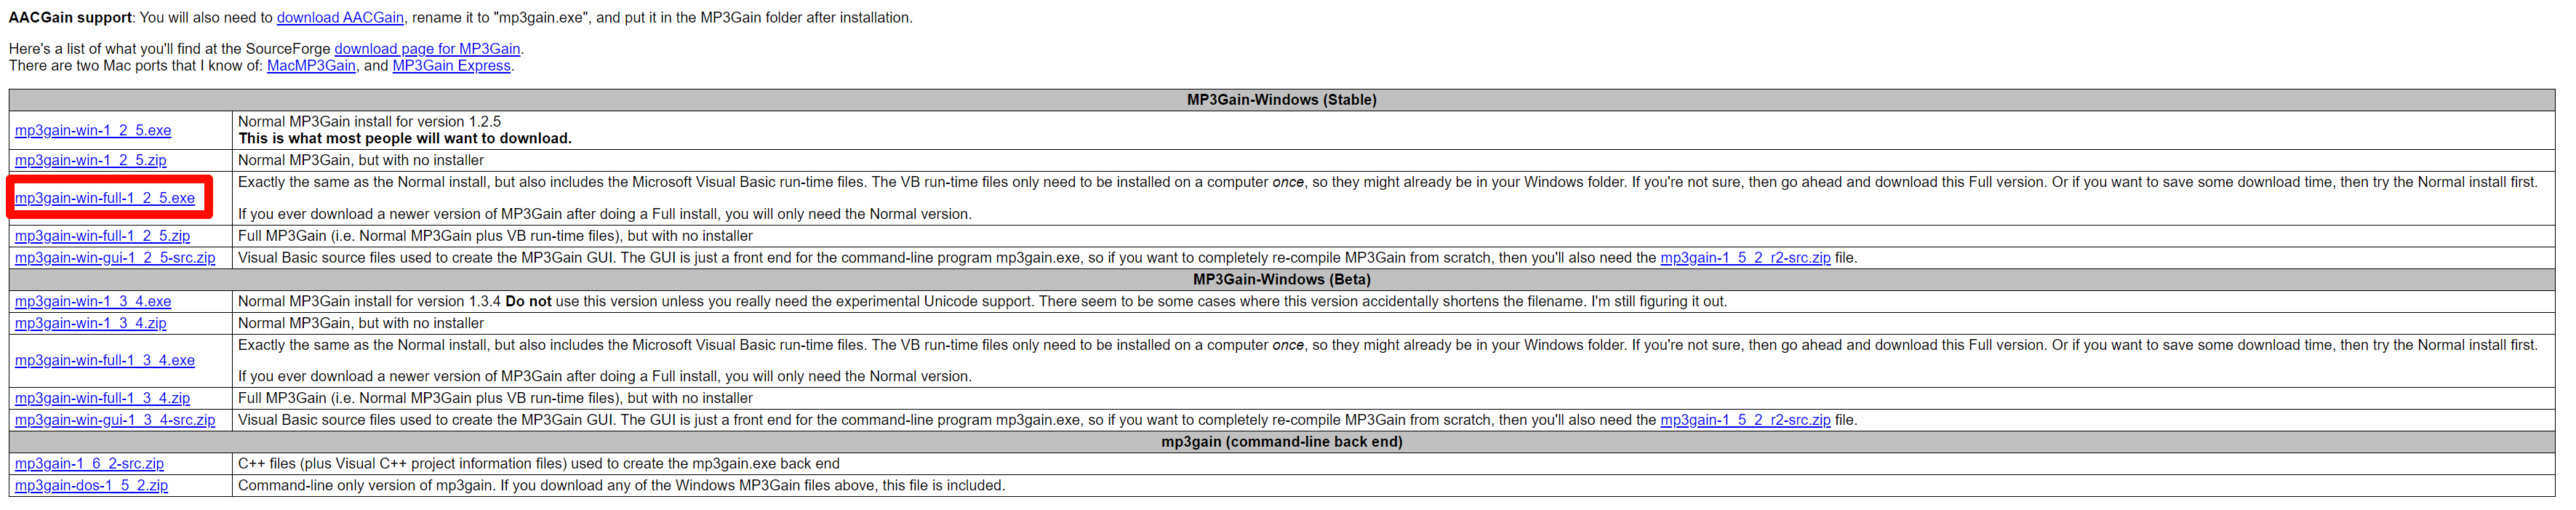 AACGain support: You will also need to download AACGain, rename it to "mp3gain.exe", and put it in the MP3Gain folder after installation.
Here's a list of what you'll find at the SourceForge download page for MP3Gain.
There are two Mac ports that I know of: MacMP3Gain, and MP3Gain Express.
MP3Gain-Windows (Stable)
mp3gain-win-1_2_5.exe
Normal MP3Gain install for version 1.2.5
This is what most people will want to download.
mp3gain-win-1_2_5.zip
Normal MP3Gain, but with no installer
mp3gain-win-full-1_2_5.exe
Exactly the same as the Normal install, but also includes the Microsoft Visual Basic run-time files. The VB run-time files only need to be installed on a computer once, so they might already be in your Windows folder. If you're not sure, then go ahead and download this Full version. Or if you want to save some download time, then try the Normal install first.
If you ever download a newer version of MP3Gain after doing a Full install, you will only need the Normal version.
mp3gain-win-full-1_2_5.zip
Full MP3Gain (i.e. Normal MP3Gain plus VB run-time files), but with no installer
mp3gain-win-gui-1_2_5-src.zip
Visual Basic source files used to create the MP3Gain GUI. The GUI is just a front end for the command-line program mp3gain.exe, so if you want to completely re-compile MP3Gain from scratch, then you'll also need the mp3gain-1_5_2_r2-src.zip file.
MP3Gain-Windows (Beta)
mp3gain-win-1_3_4.exe
Normal MP3Gain install for version 1.3.4 Do not use this version unless you really need the experimental Unicode support. There seem to be some cases where this version accidentally shortens the filename. I'm still figuring it out.
mp3gain-win-1_3_4.zip
Normal MP3Gain, but with no installer
mp3gain-win-full-1_3_4.exe
Exactly the same as the Normal install, but also includes the Microsoft Visual Basic run-time files. The VB run-time files only need to be installed on a computer once, so they might already be in your Windows folder. If you're not sure, then go ahead and download this Full version. Or if you want to save some download time, then try the Normal install first.
If you ever download a newer version of MP3Gain after doing a Full install, you will only need the Normal version.
mp3gain-win-full-1_3_4.zip
Full MP3Gain (i.e. Normal MP3Gain plus VB run-time files), but with no installer
mp3gain-win-gui-1_3_4-src.zip
Visual Basic source files used to create the MP3Gain GUI. The GUI is just a front end for the command-line program mp3gain.exe, so if you want to completely re-compile MP3Gain from scratch, then you'll also need the mp3gain-1_5_2_r2-src.zip file.
mp3gain (command-line back end)
mp3gain-1_6_2-src.zip
C++ files (plus Visual C++ project information files) used to create the mp3gain.exe back end
mp3gain-dos-1_5_2.zip
Command-line only version of mp3gain. If you download any of the Windows MP3Gain files above, this file is included.